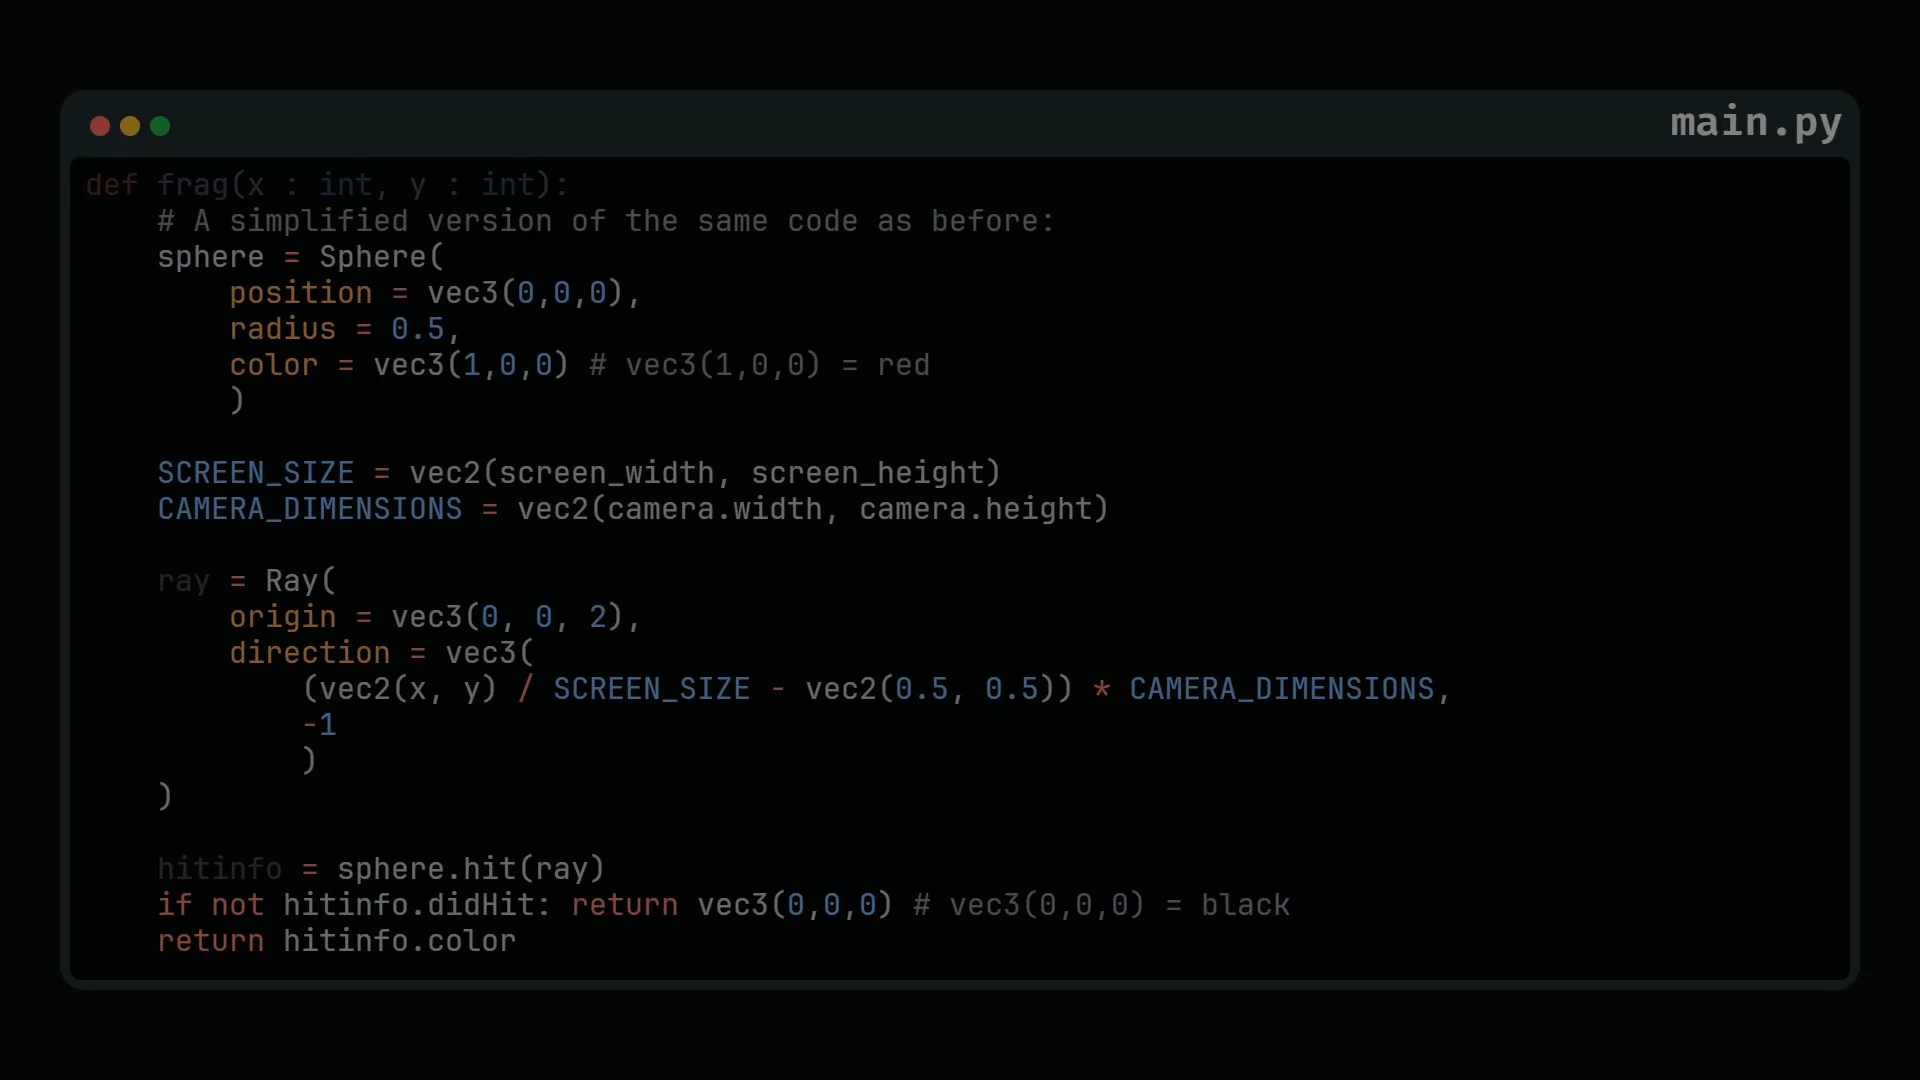 main.py
def frag(x : int, y : int):
    # A simplified version of the same code as before:
    sphere = Sphere(
        position = vec3(0,0,0),
        radius = 0.5,
        color = vec3(1,0,0) # vec3(1,0,0) = red
        )
    SCREEN_SIZE = vec2(screen_width, screen_height)
    CAMERA_DIMENSIONS = vec2(camera.width, camera.height)
    ray = Ray(
        origin = vec3(0, 0, 2),
        direction = vec3(
            (vec2(x, y) / SCREEN_SIZE - vec2(0.5, 0.5)) * CAMERA_DIMENSIONS,
            -1
            )
    )
    hitinfo = sphere.hit(ray)
    if not hitinfo.didHit: return vec3(0,0,0) # vec3(0,0,0) = black
    return hitinfo.color